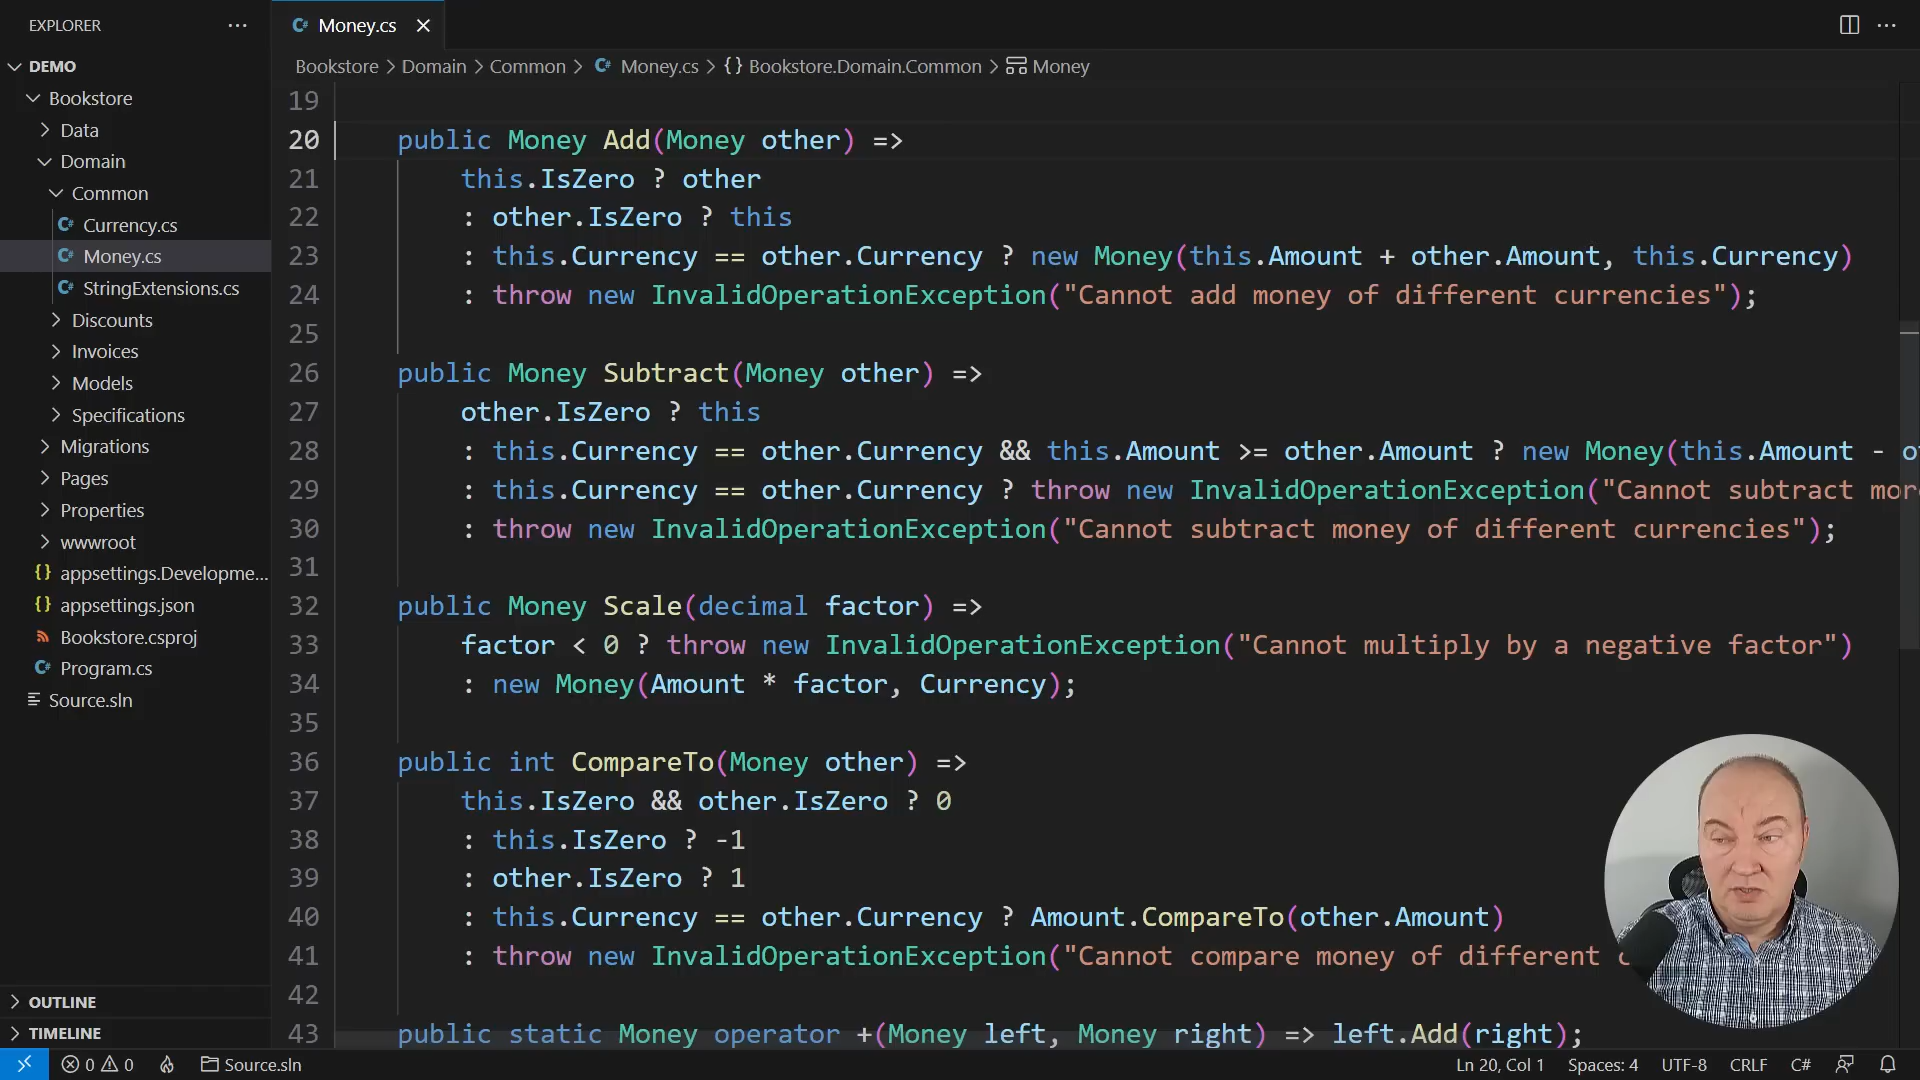 EXPLORER
Money.cs
DEMO
Bookstore > Domain > Common > Money.cs > {} Bookstore.Domain.Common > Money
Bookstore
Data
Domain
Common
Currency.cs
Money.cs
StringExtensions.cs
Discounts
Invoices
Models
Specifications
Migrations
Pages
Properties
wwwroot
{} appsettings.Developme...
{} appsettings.json
Bookstore.csproj
Program.cs
Source.sln
OUTLINE
TIMELINE
19
20 public Money Add(Money other) =>
21 this.IsZero ? other
22 : other.IsZero ? this
23 : this.Currency == other.Currency ? new Money(this.Amount + other.Amount, this.Currency)
24 : throw new InvalidOperationException("Cannot add money of different currencies");
25
26 public Money Subtract(Money other) =>
27 other.IsZero ? this
28 : this.Currency == other.Currency && this.Amount >= other.Amount ? new Money(this.Amount -
29 : this.Currency == other.Currency ? throw new InvalidOperationException("Cannot subtract
30 : throw new InvalidOperationException("Cannot subtract money of different currencies");
31
32 public Money Scale(decimal factor) =>
33 factor < 0 ? throw new InvalidOperationException("Cannot multiply by a negative factor")
34 : new Money(Amount * factor, Currency);
35
36 public int CompareTo(Money other) =>
37 this.IsZero && other.IsZero ? 0
38 : this.IsZero ? -1
39 : other.IsZero ? 1
40 : this.Currency == other.Currency ? Amount.CompareTo(other.Amount)
41 : throw new InvalidOperationException("Cannot compare money of different
42
43 public static Money operator +(Money left, Money right) => left.Add(right);
0 0 Source.sln
Ln 20, Col 1 Spaces: 4 UTF-8 CRLF C#